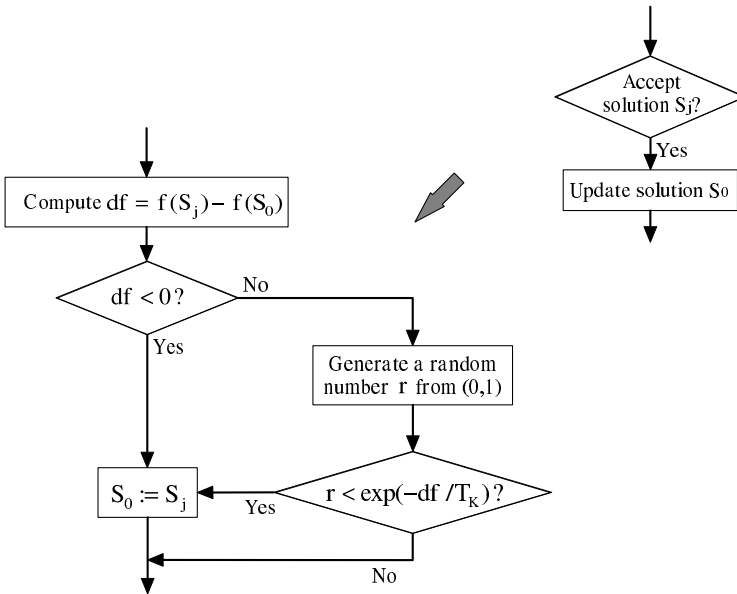 Accept
solution Sj?
Yes
Update solution S0
Compute df = f(Sj) − f(S0)
df < 0?
No
Yes
Generate a random
number r from (0,1)
S0 := Sj
Yes
r < exp(−df /TK)?
No